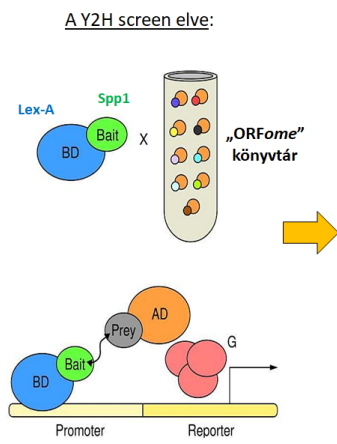 A Y2H screen elve:
Lex-A
Spp1
BD
Bait
X
„ORFome”
könyvtár
BD
Bait
Prey
AD
G
Promoter
Reporter